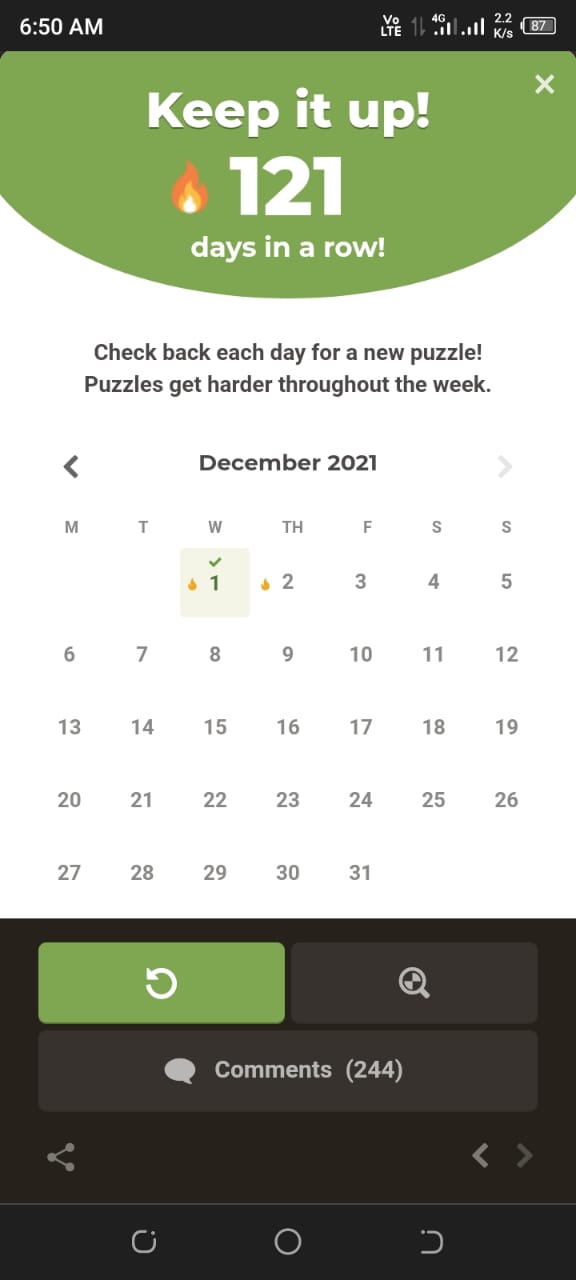 6:50 AM Vo LTE 4G 2.2 K/s 87
Keep it up!
121
days in a row!
Check back each day for a new puzzle!
Puzzles get harder throughout the week.
December 2021
M T W TH F S S
1 2 3 4 5
6 7 8 9 10 11 12
13 14 15 16 17 18 19
20 21 22 23 24 25 26
27 28 29 30 31
Comments (244)